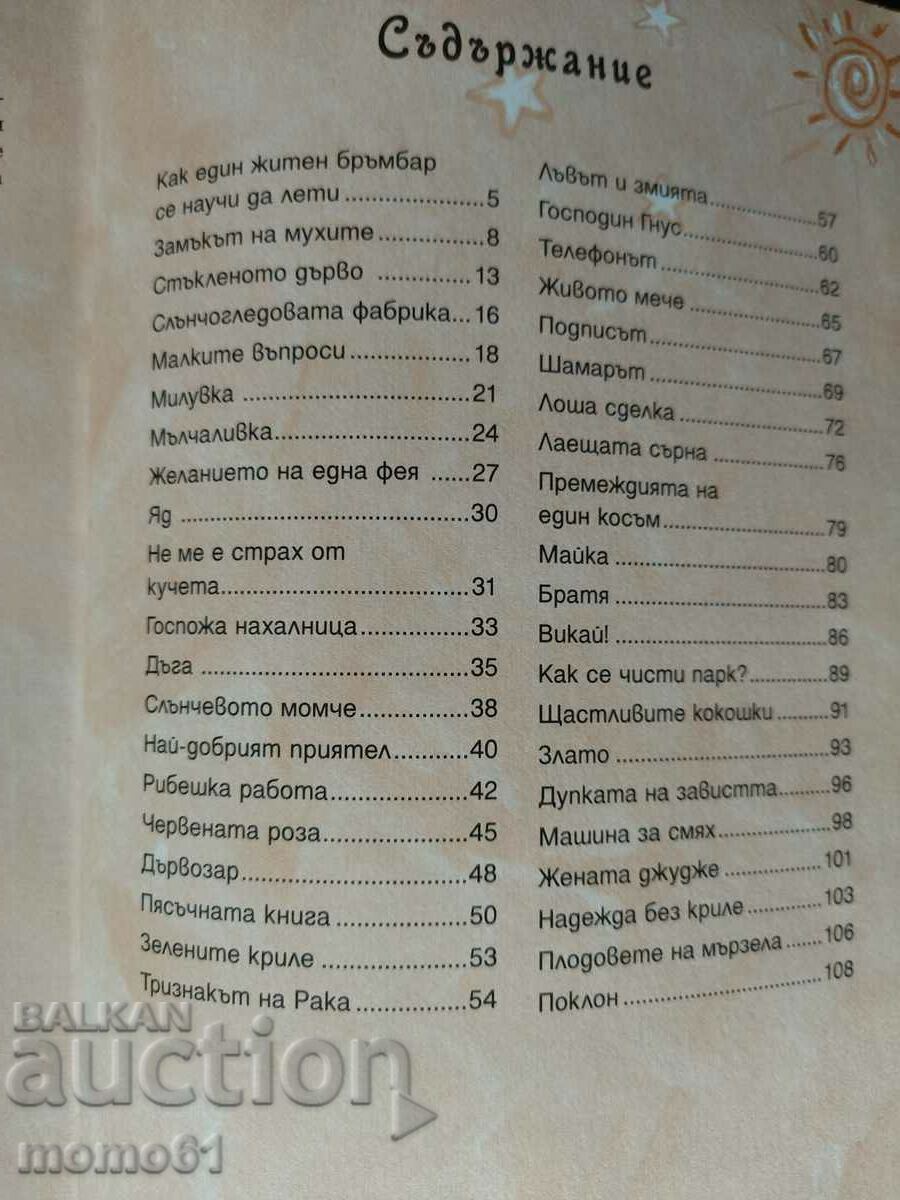 Съдържание
Как един житен бръмбар
се научи да лети.....................5
Замъкът на мухите................8
Стъкленото дърво ...............13
Слънчогледовата фабрика...16
Малките въпроси..................18
Милувка .................................21
Мълчаливка............................24
Желанието на една фея ......27
Яд ...........................................30
Не ме е страх от
кучета.....................................31
Госпожа нахалница................33
Дъга ........................................35
Слънчевото момче................38
Най-добрият приятел...........40
Рибешка работа....................42
Червената роза.....................45
Дървозар.................................48
Пясъчната книга ...................50
Зелените криле .....................53
Тризнакът на Рака ................54
Лъвът и змията................57
Господин Гнус....................60
Телефонът........................62
Живото мече ....................65
Подписът..........................67
Шамарът ..........................69
Лоша сделка ....................72
Лаещата сърна ................76
Премеждията на
един косъм........................79
Майка ................................80
Братя ................................83
Викай! ...............................86
Как се чисти парк?............89
Щастливите кокошки ........91
Злато ................................93
Дупката на завистта.........96
Машина за смях................98
Жената джудже ..............101
Надежда без криле...........103
Плодовете на мързела .....106
Поклон.............................108
BALKAN
auction
momo61